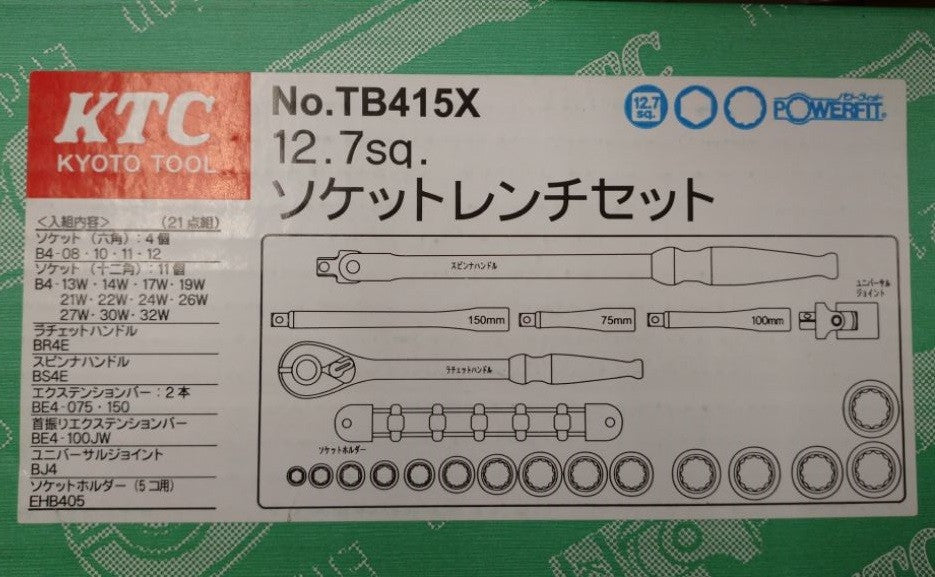 KTC
KYOTO TOOL
No.TB415X
12.7sq.
ソケットレンチセット
12.7
sq.
パワーフィット
POWERFIT®
<入組内容> (21点組)
ソケット (六角) : 4個
B4-08・10・11・12
ソケット (十二角) : 11個
B4-13W・14W・17W・19W
21W・22W・24W・26W
27W・30W・32W
ラチェットハンドル
BR4E
スピンナハンドル
BS4E
エクステンションバー : 2本
BE4-075・150
首振りエクステンションバー
BE4-100JW
ユニバーサルジョイント
BJ4
ソケットホルダー (5コ用)
EHB405
スピンナハンドル
ユニバーサル
ジョイント
150mm
75mm
100mm
ラチェットハンドル
ソケットホルダー